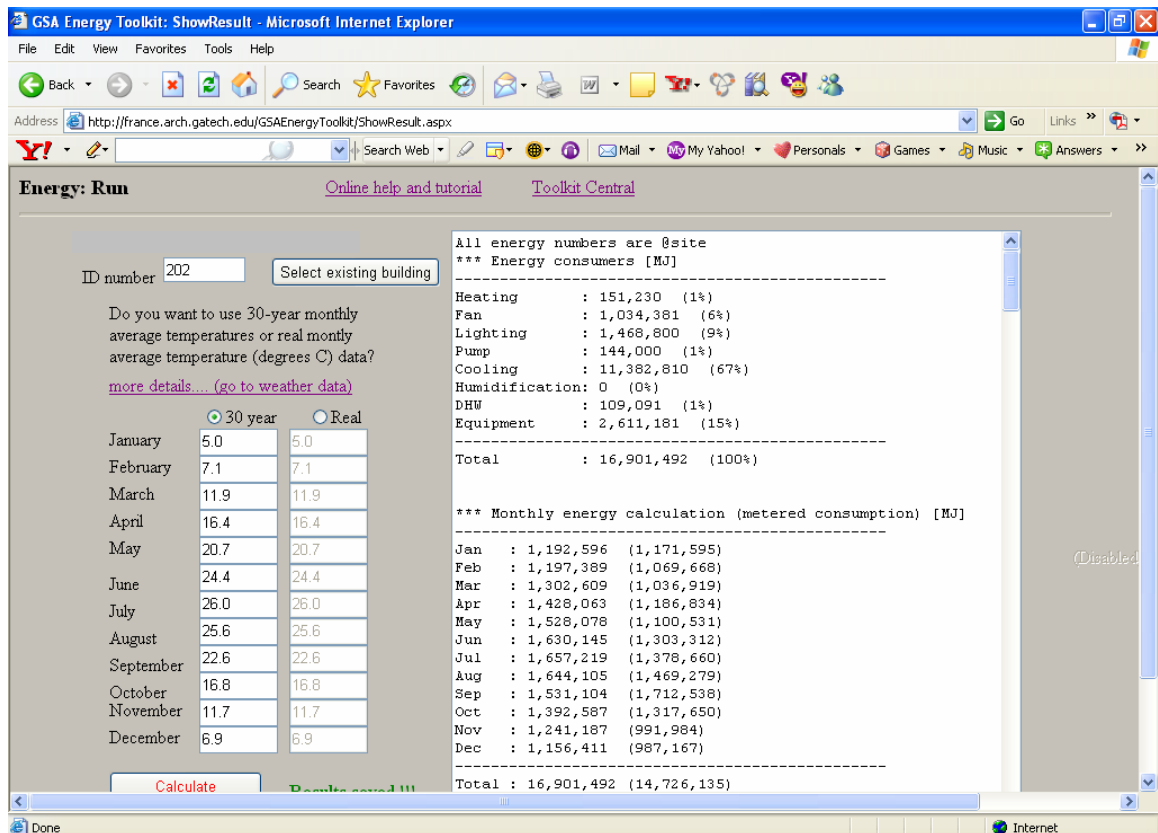 GSA Energy Toolkit: ShowResult - Microsoft Internet Explorer
File Edit View Favorites Tools Help
Back Search Favorites
Address http://france.arch.gatech.edu/GSAEnergyToolkit/ShowResult.aspx Go Links »
Y! Search Web Mail My Yahoo! Personals Games Music Answers »
Energy: Run Online help and tutorial Toolkit Central
ID number 202 Select existing building
Do you want to use 30-year monthly
average temperatures or real montly
average temperature (degrees C) data?
more details.... (go to weather data)
30 year Real
January 5.0 5.0
February 7.1 7.1
March 11.9 11.9
April 16.4 16.4
May 20.7 20.7
June 24.4 24.4
July 26.0 26.0
August 25.6 25.6
September 22.6 22.6
October 16.8 16.8
November 11.7 11.7
December 6.9 6.9
Calculate Results saved !!!
All energy numbers are @site
*** Energy consumers [MJ]
------------------------------------------------
Heating : 151,230 (1%)
Fan : 1,034,381 (6%)
Lighting : 1,468,800 (9%)
Pump : 144,000 (1%)
Cooling : 11,382,810 (67%)
Humidification: 0 (0%)
DHW : 109,091 (1%)
Equipment : 2,611,181 (15%)
------------------------------------------------
Total : 16,901,492 (100%)
*** Monthly energy calculation (metered consumption) [MJ]
------------------------------------------------
Jan : 1,192,596 (1,171,595)
Feb : 1,197,389 (1,069,668)
Mar : 1,302,609 (1,036,919)
Apr : 1,428,063 (1,186,834)
May : 1,528,078 (1,100,531)
Jun : 1,630,145 (1,303,312)
Jul : 1,657,219 (1,378,660)
Aug : 1,644,105 (1,469,279)
Sep : 1,531,104 (1,712,538)
Oct : 1,392,587 (1,317,650)
Nov : 1,241,187 (991,984)
Dec : 1,156,411 (987,167)
------------------------------------------------
Total : 16,901,492 (14,726,135)
(Disabled
Done Internet